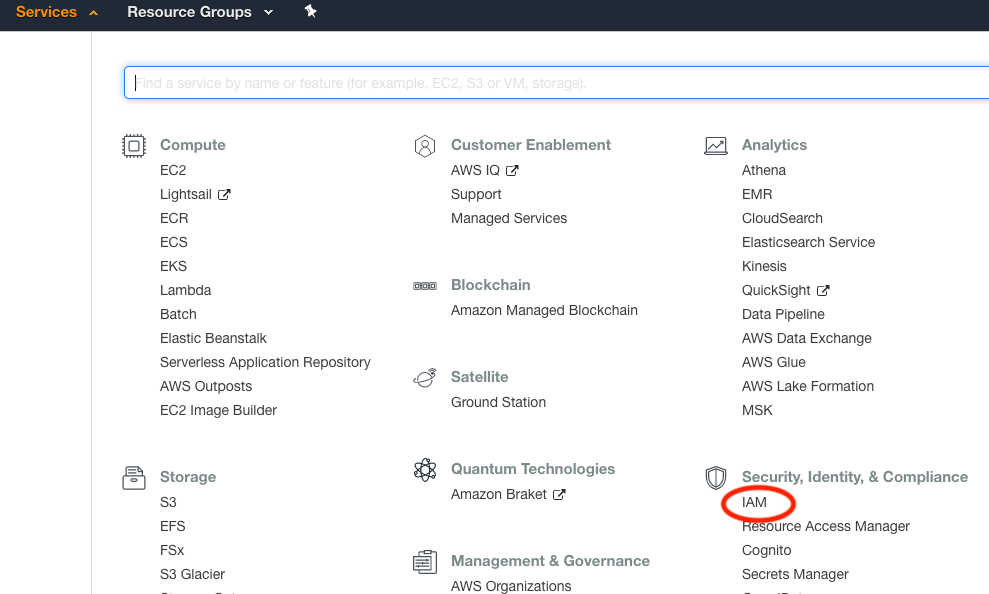 Services
Resource Groups
Find a service by name or feature (for example, EC2, S3 or VM, storage).
Compute
EC2
Lightsail
ECR
ECS
EKS
Lambda
Batch
Elastic Beanstalk
Serverless Application Repository
AWS Outposts
EC2 Image Builder
Storage
S3
EFS
FSx
S3 Glacier
Customer Enablement
AWS IQ
Support
Managed Services
Blockchain
Amazon Managed Blockchain
Satellite
Ground Station
Quantum Technologies
Amazon Braket
Management & Governance
AWS Organizations
Analytics
Athena
EMR
CloudSearch
Elasticsearch Service
Kinesis
QuickSight
Data Pipeline
AWS Data Exchange
AWS Glue
AWS Lake Formation
MSK
Security, Identity, & Compliance
IAM
Resource Access Manager
Cognito
Secrets Manager